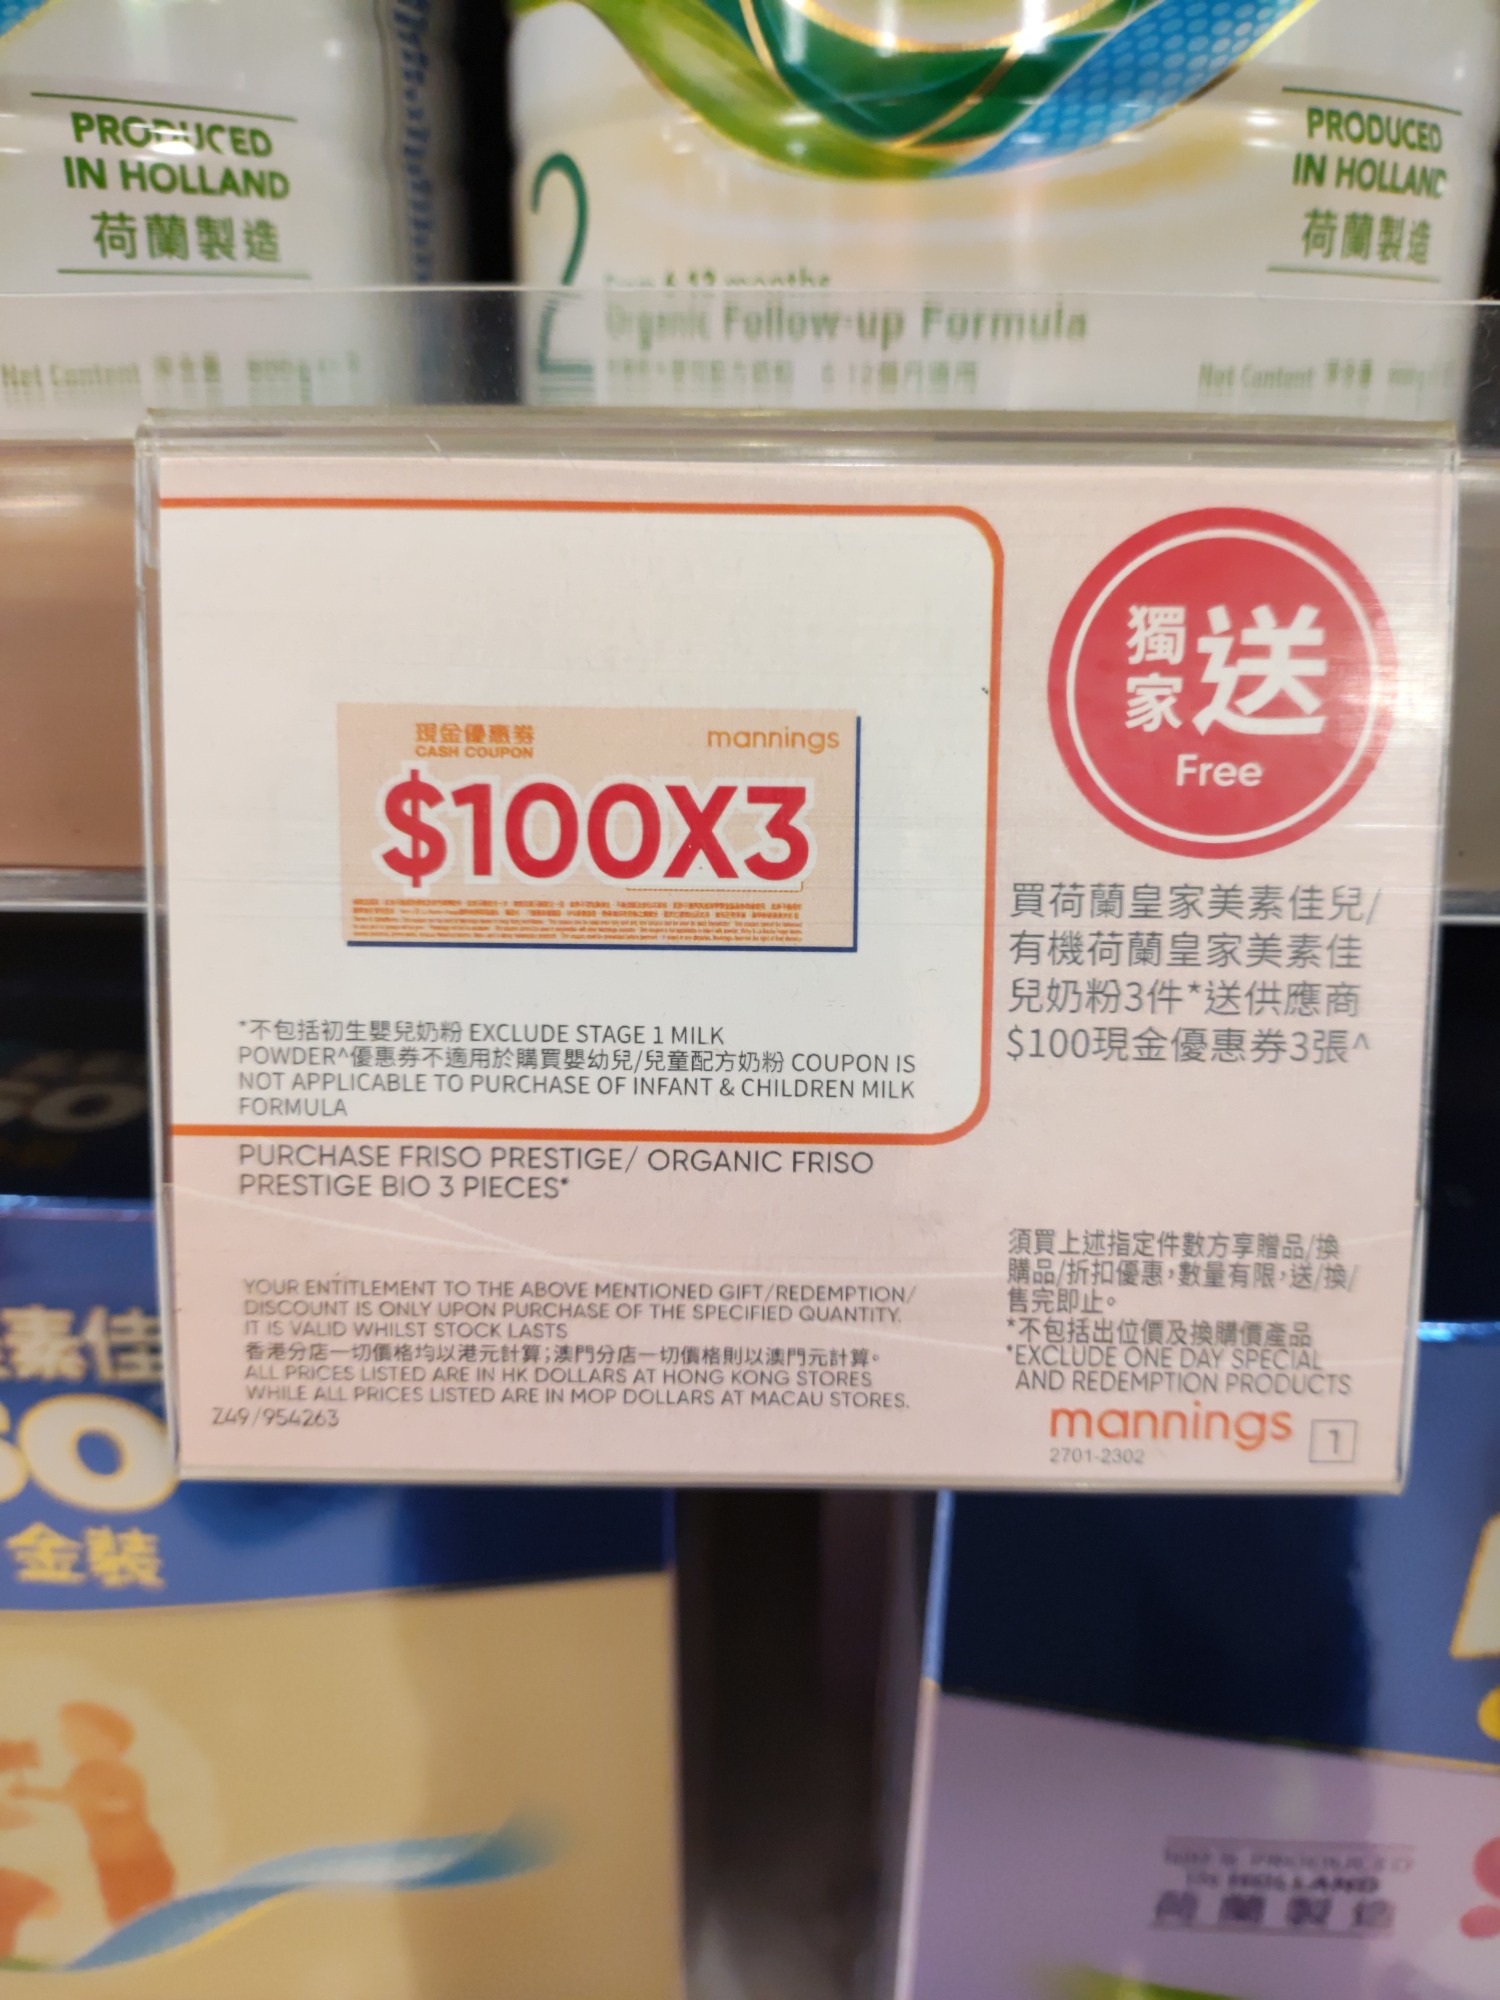 PRODUCED
IN HOLLAND
荷蘭製造
Net Content
PRODUCED
IN HOLLAND
荷蘭製造
2
Organic Follow-up Formula
Net Content
獨家
送
Free
現金優惠券
CASH COUPON
mannings
$100X3
*不包括初生嬰兒奶粉 EXCLUDE STAGE 1 MILK
POWDER^優惠券不適用於購買嬰幼兒/兒童配方奶粉 COUPON IS
NOT APPLICABLE TO PURCHASE OF INFANT & CHILDREN MILK
FORMULA
PURCHASE FRISO PRESTIGE/ ORGANIC FRISO
PRESTIGE BIO 3 PIECES*
買荷蘭皇家美素佳兒/
有機荷蘭皇家美素佳
兒奶粉3件*送供應商
$100現金優惠券3張^
YOUR ENTITLEMENT TO THE ABOVE MENTIONED GIFT/REDEMPTION/
DISCOUNT IS ONLY UPON PURCHASE OF THE SPECIFIED QUANTITY.
IT IS VALID WHILST STOCK LASTS
香港分店一切價格均以港元計算;澳門分店一切價格則以澳門元計算。
ALL PRICES LISTED ARE IN HK DOLLARS AT HONG KONG STORES
WHILE ALL PRICES LISTED ARE IN MOP DOLLARS AT MACAU STORES.
Z49/954263
須買上述指定件數方享贈品/換
購品/折扣優惠,數量有限,送/換/
售完即止。
*不包括出位價及換購價產品
*EXCLUDE ONE DAY SPECIAL
AND REDEMPTION PRODUCTS
mannings
2701-2302
1
素佳
SO
金裝
HOLLAND
荷蘭製造